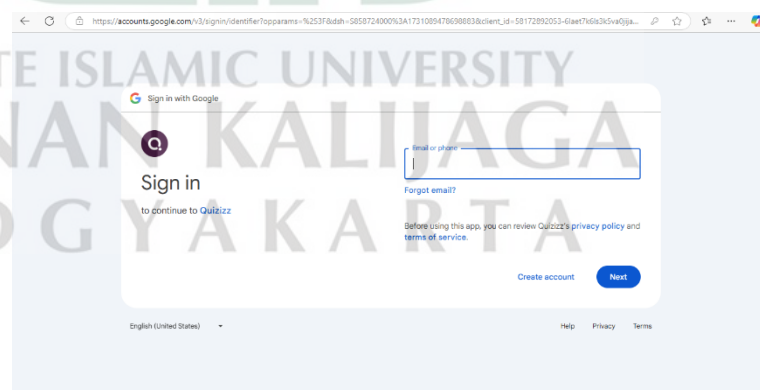 https://accounts.google.com/v3/signin/identifier?opparams=%253F&dsh=S858724000%3A1731089478698883&client_id=58172892053-6laet7k6is3k5va0jija...
TE ISLAMIC UNIVERSITY
NAN KALIJAGA
OGYAKARTA
Sign in with Google
Sign in
to continue to Quizizz
Email or phone
Forgot email?
Before using this app, you can review Quizizz's privacy policy and
terms of service.
Create account
Next
English (United States)
Help Privacy Terms